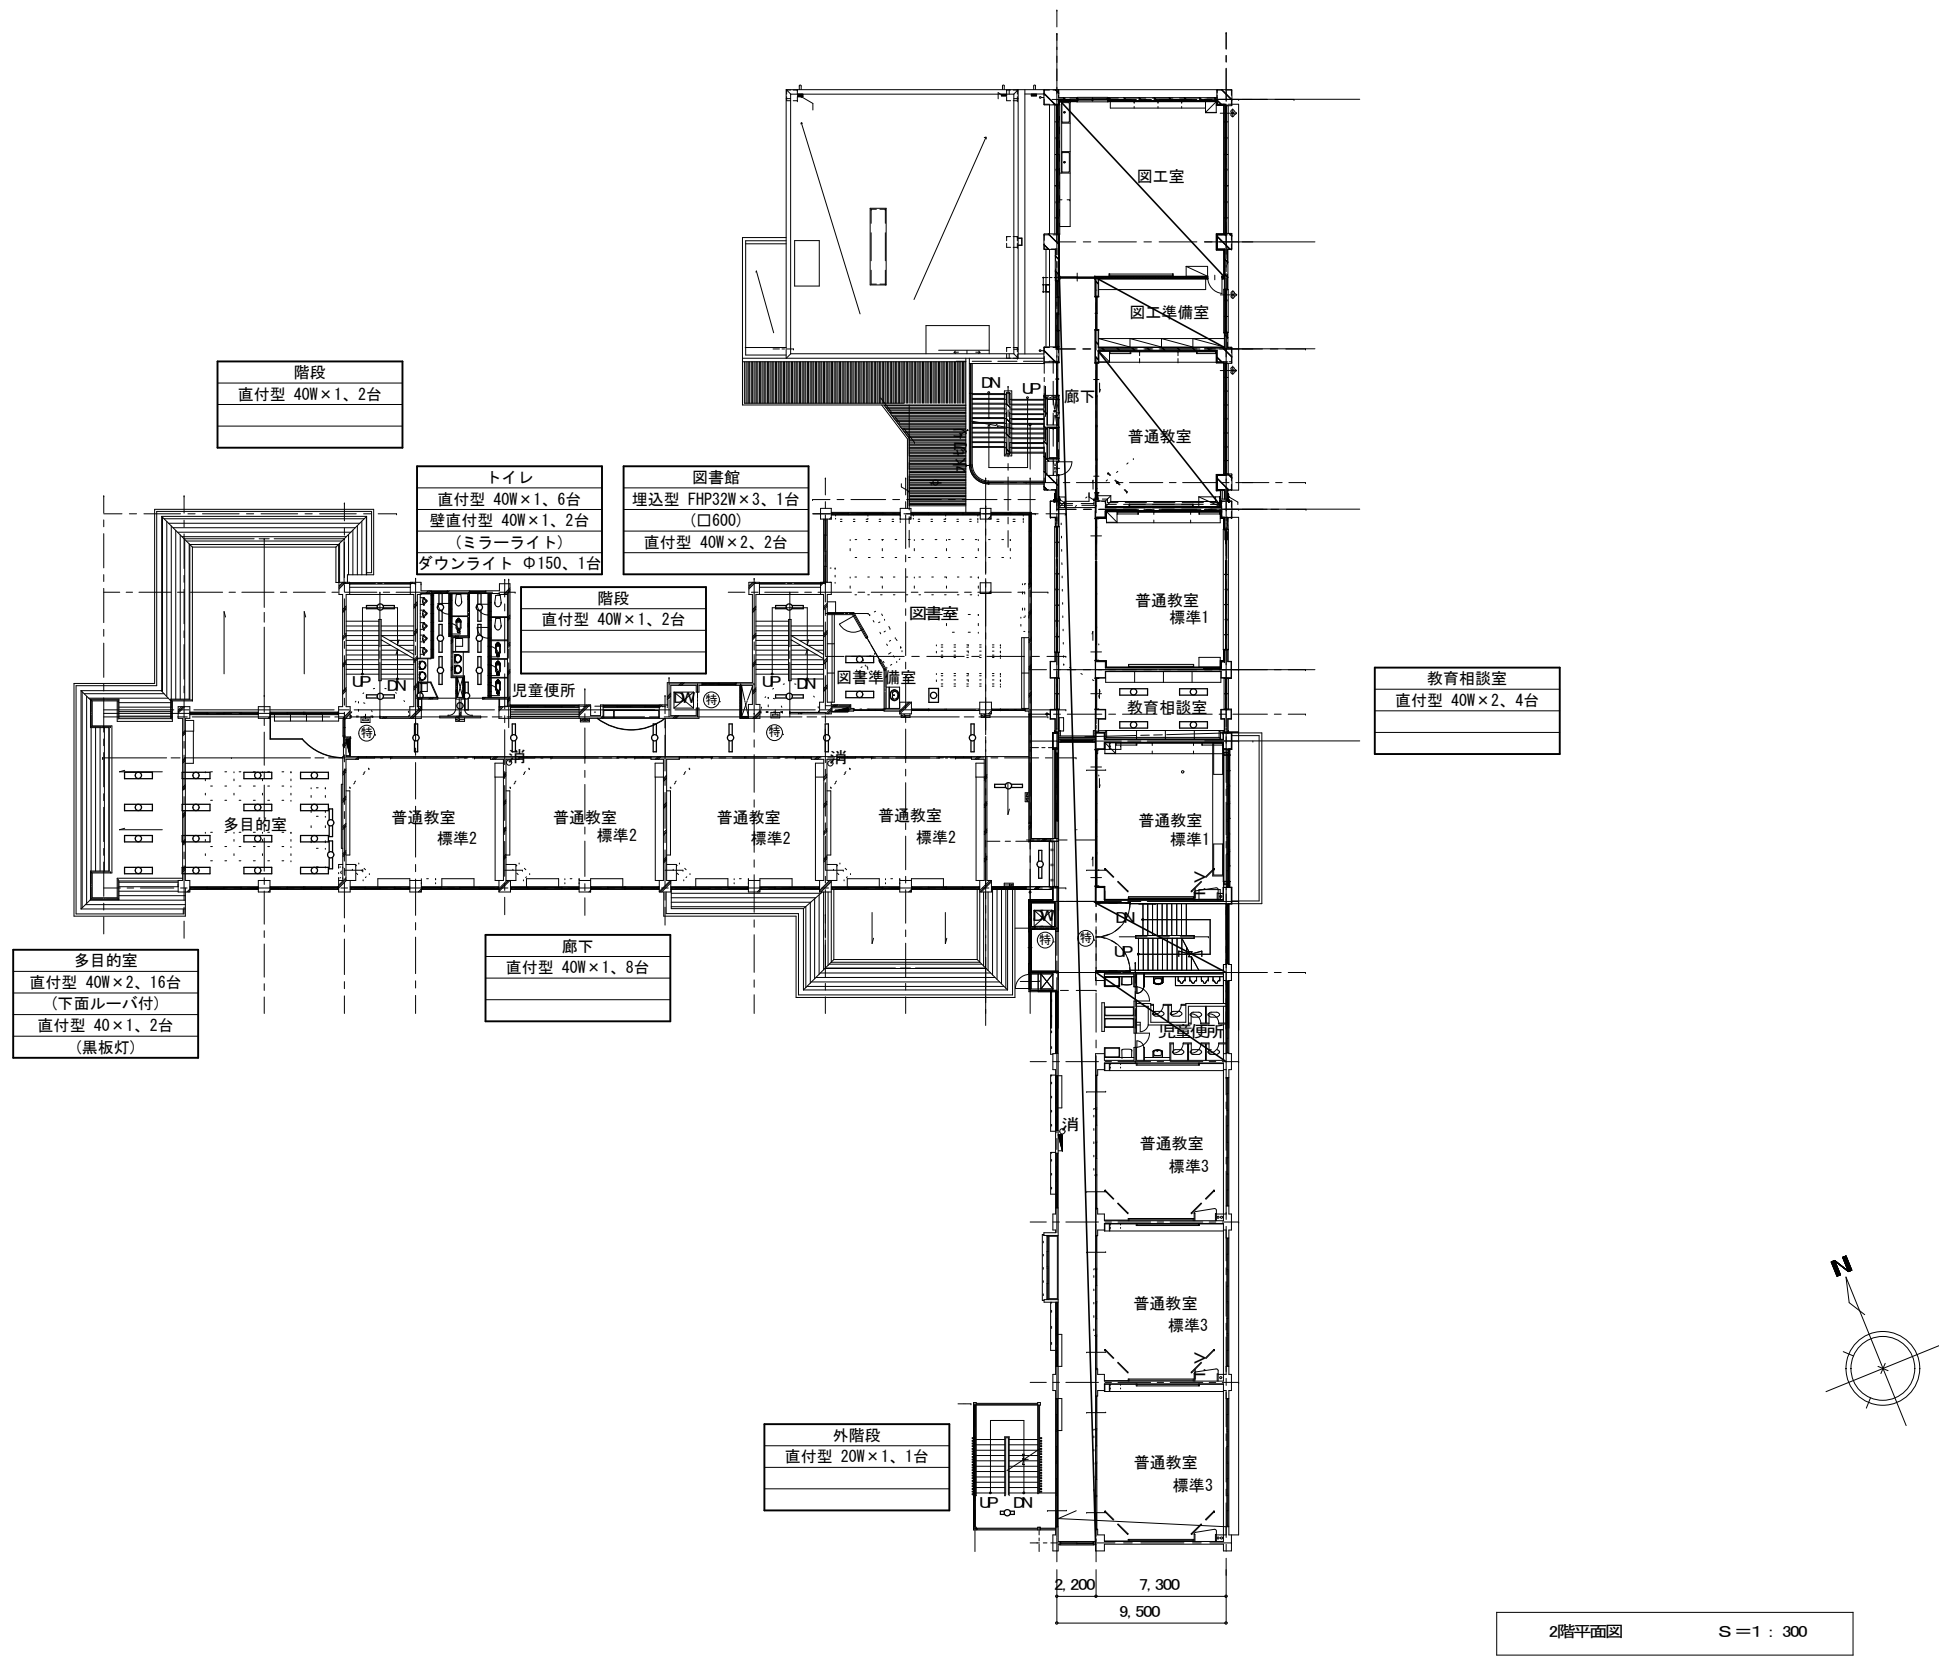 図工室
図工準備室
階段
直付型 40W×1、2台
DN
UP
廊下
普通教室
水切り
トイレ
直付型 40W×1、6台
壁直付型 40W×1、2台
(ミラーライト)
ダウンライト Φ150、1台
図書館
埋込型 FHP32W×3、1台
(□600)
直付型 40W×2、2台
階段
直付型 40W×1、2台
図書室
普通教室
標準1
図書準備室
教育相談室
直付型 40W×2、4台
教育相談室
UP
DN
児童便所
DW
特
UP
DN
特
特
消
消
多目的室
普通教室
標準2
普通教室
標準2
普通教室
標準2
普通教室
標準2
普通教室
標準1
TV
DW
特
特
DN
UP
多目的室
直付型 40W×2、16台
(下面ルーバ付)
直付型 40×1、2台
(黒板灯)
廊下
直付型 40W×1、8台
児童便所
消
普通教室
標準3
普通教室
標準3
TV
N
外階段
直付型 20W×1、1台
普通教室
標準3
UP
DN
2,200
7,300
9,500
2階平面図
S=1:300